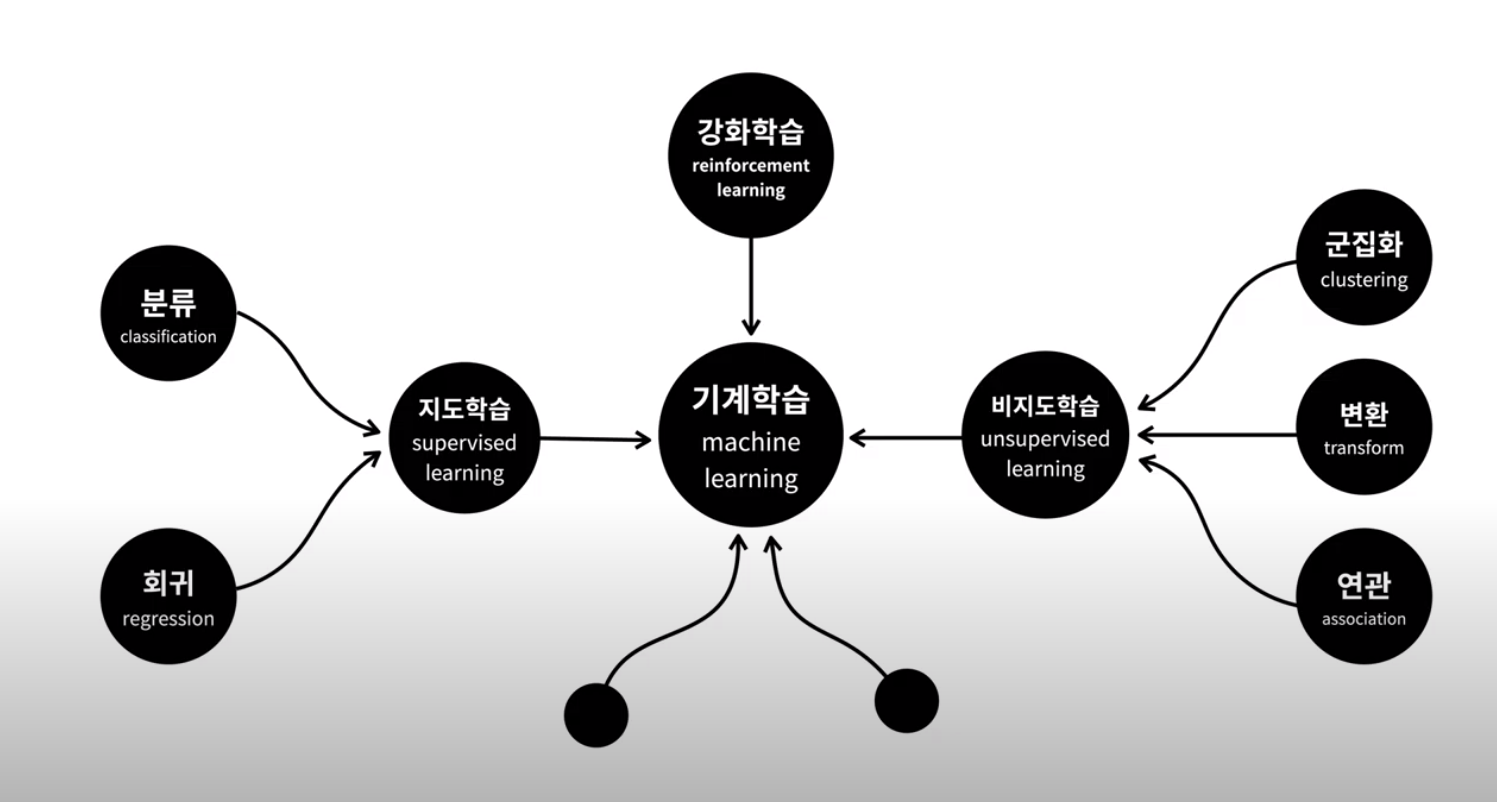 강화학습
reinforcement
learning
분류
classification
회귀
regression
지도학습
supervised
learning
기계학습
machine
learning
비지도학습
unsupervised
learning
군집화
clustering
변환
transform
연관
association